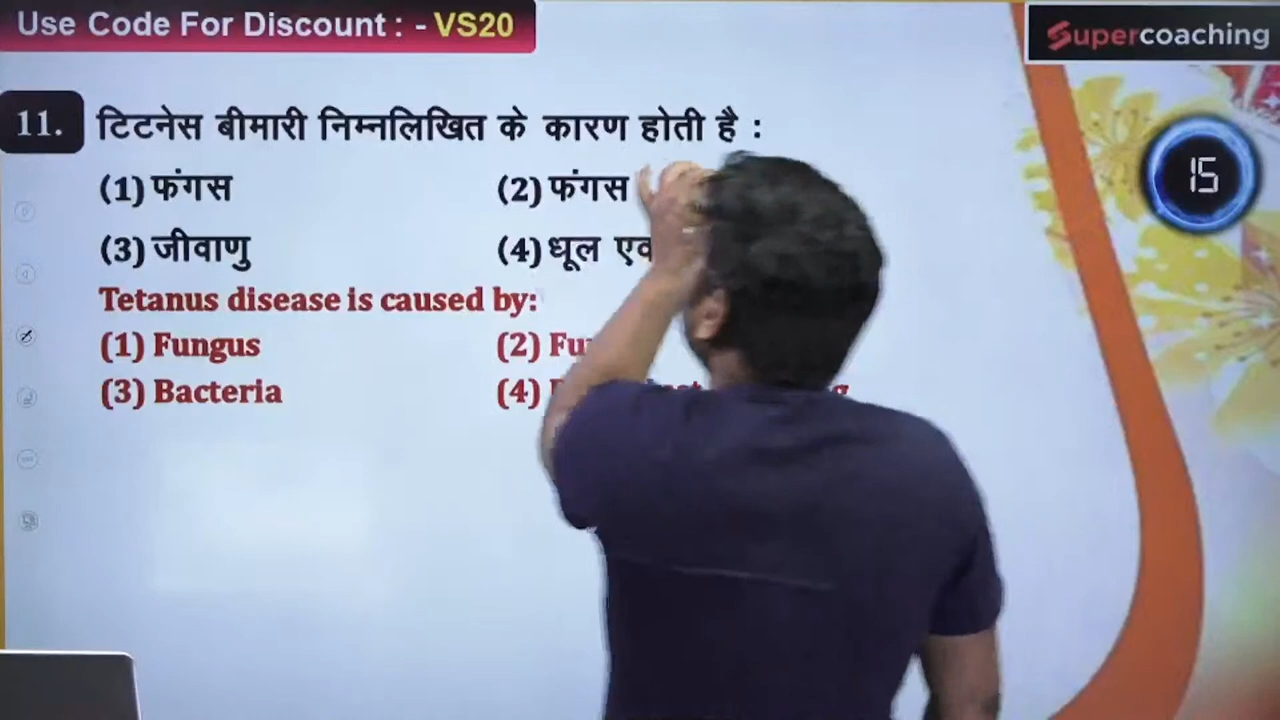 Use Code For Discount : - VS20
Supercoaching
11. टिटनेस बीमारी निम्नलिखित के कारण होती है :
15
(1) फंगस (2) फंगस
(3) जीवाणु (4) धूल
Tetanus disease is caused by:
(1) Fungus (2)
(3) Bacteria (4)